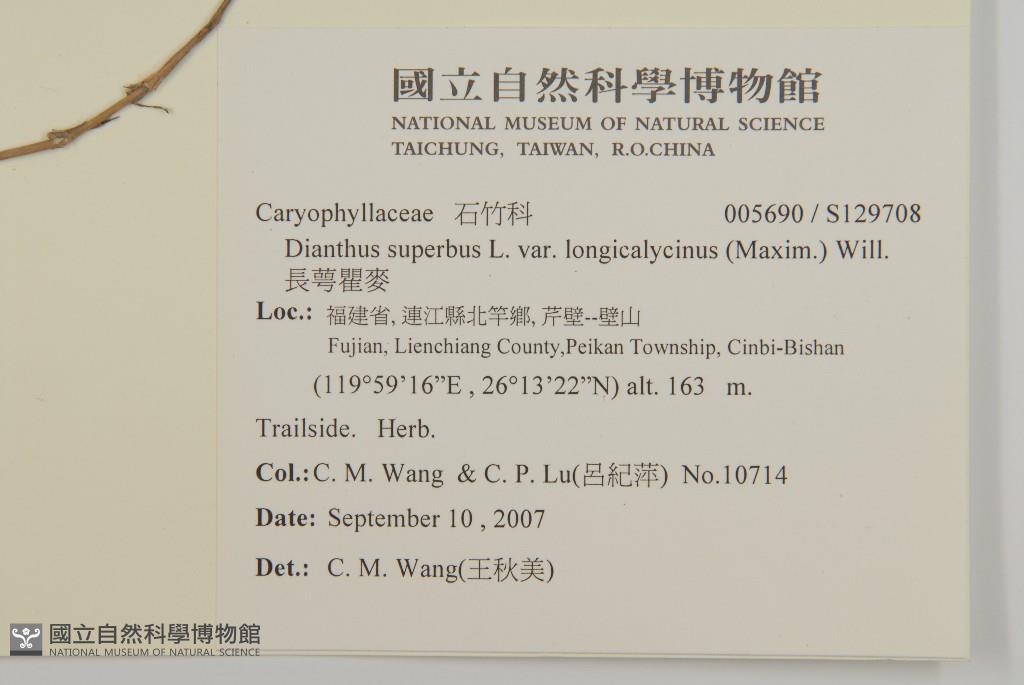 國立自然科學博物館
NATIONAL MUSEUM OF NATURAL SCIENCE
TAICHUNG, TAIWAN, R.O.CHINA
Caryophyllaceae 石竹科 005690 / S129708
Dianthus superbus L. var. longicalycinus (Maxim.) Will.
長萼瞿麥
Loc.: 福建省, 連江縣北竿鄉, 芹壁--壁山
Fujian, Lienchiang County,Peikan Township, Cinbi-Bishan
(119°59’16”E , 26°13’22”N) alt. 163 m.
Trailside. Herb.
Col.: C. M. Wang & C. P. Lu(呂紀萍) No.10714
Date: September 10 , 2007
Det.: C. M. Wang(王秋美)
國立自然科學博物館
NATIONAL MUSEUM OF NATURAL SCIENCE